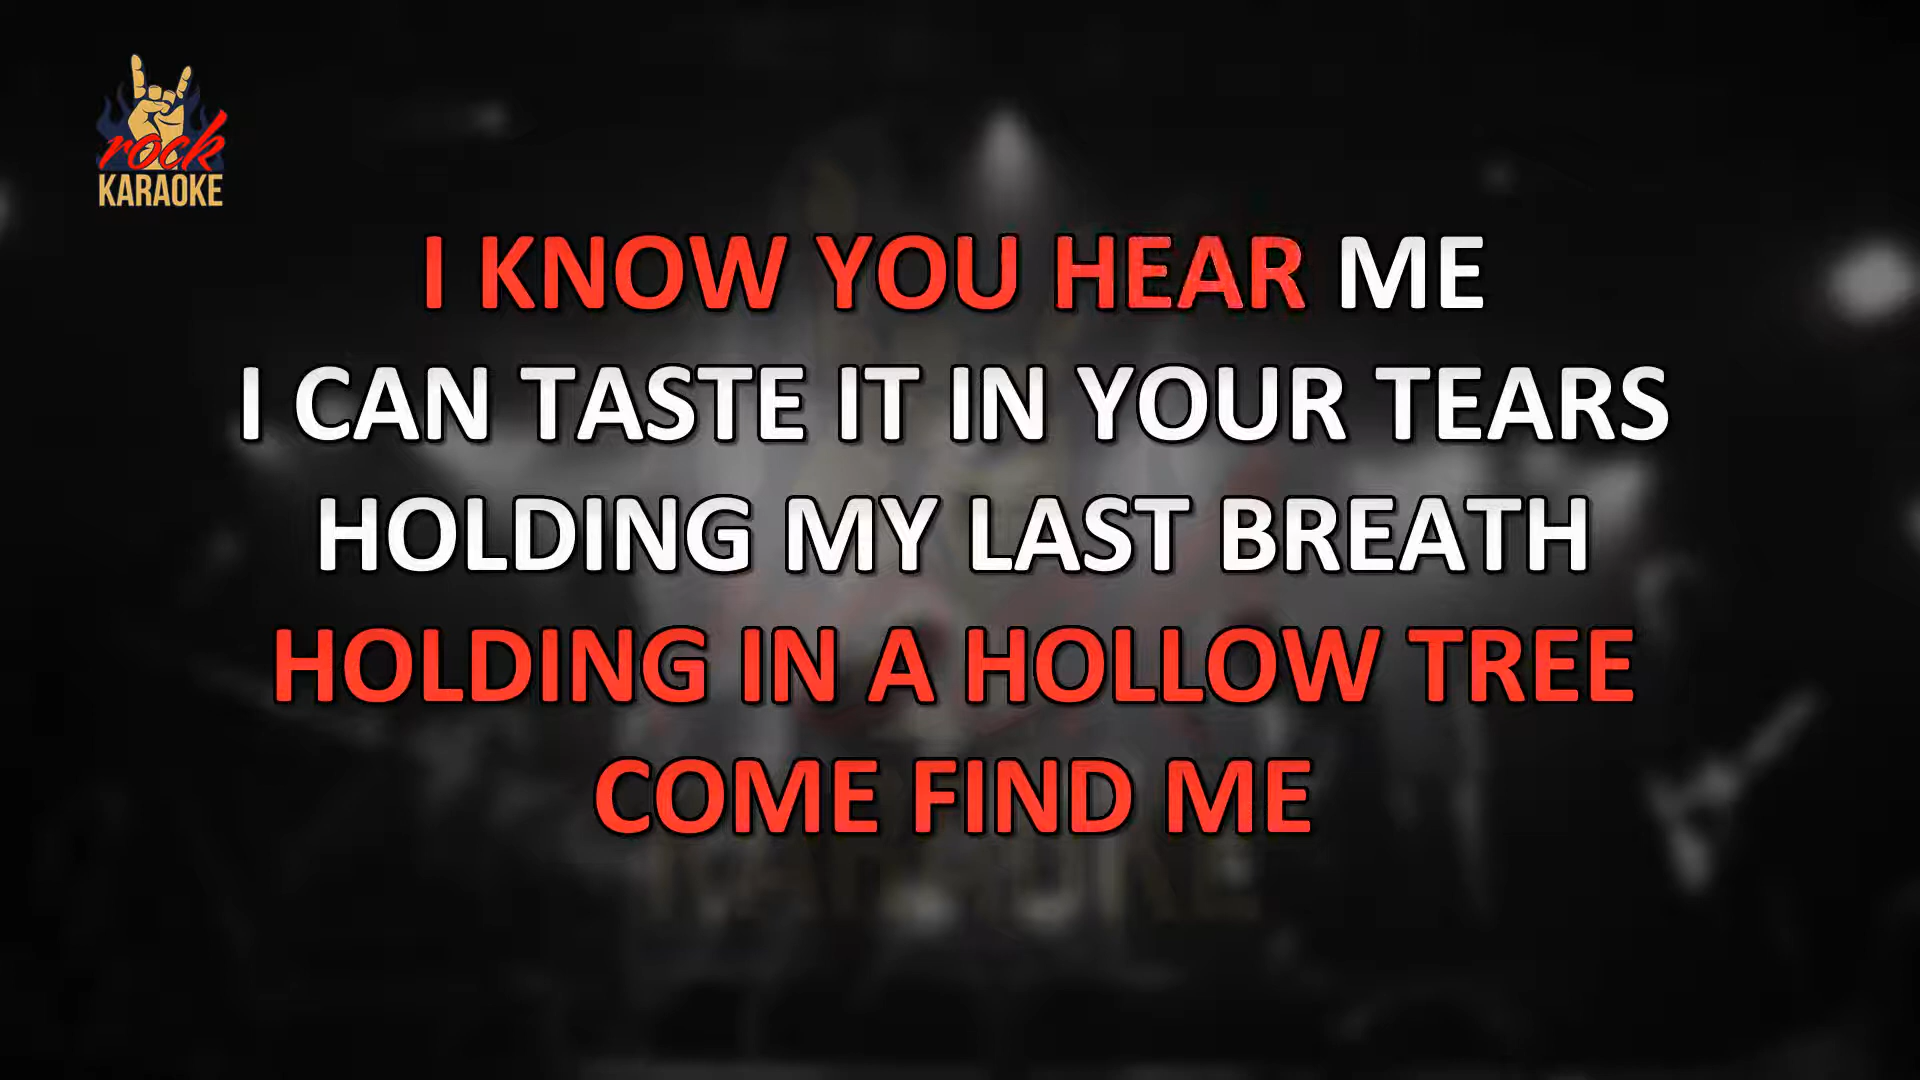 rock
KARAOKE
I KNOW YOU HEAR ME
I CAN TASTE IT IN YOUR TEARS
HOLDING MY LAST BREATH
HOLDING IN A HOLLOW TREE
COME FIND ME
KARAOKE